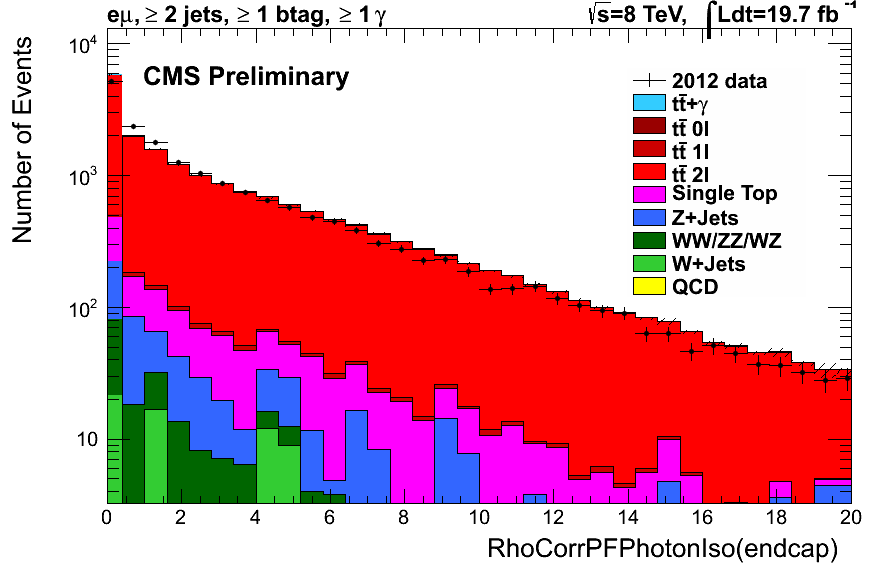 eμ, ≥ 2 jets, ≥ 1 btag, ≥ 1 γ
√s=8 TeV, ∫Ldt=19.7 fb⁻¹
CMS Preliminary
Number of Events
10⁴
10³
10²
10
2012 data
tt̄+γ
tt̄ 0l
tt̄ 1l
tt̄ 2l
Single Top
Z+Jets
WW/ZZ/WZ
W+Jets
QCD
0 2 4 6 8 10 12 14 16 18 20
RhoCorrPFPhotonIso(endcap)